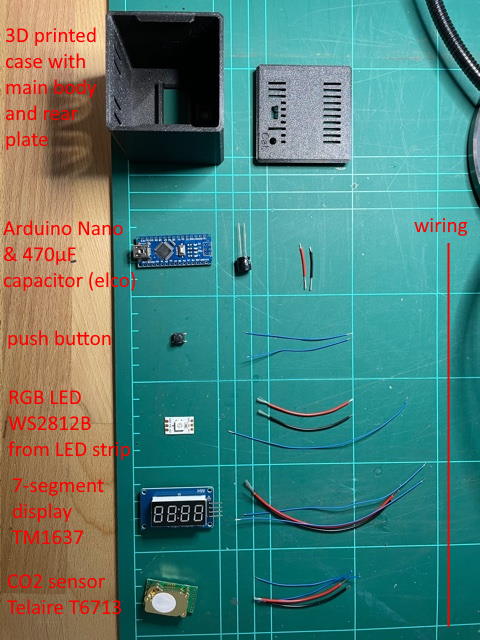 3D printed
case with
main body
and rear
plate
Arduino Nano
& 470µF
capacitor (elco)
wiring
push button
RGB LED
WS2812B
from LED strip
7-segment
display
TM1637
CO2 sensor
Telaire T6713